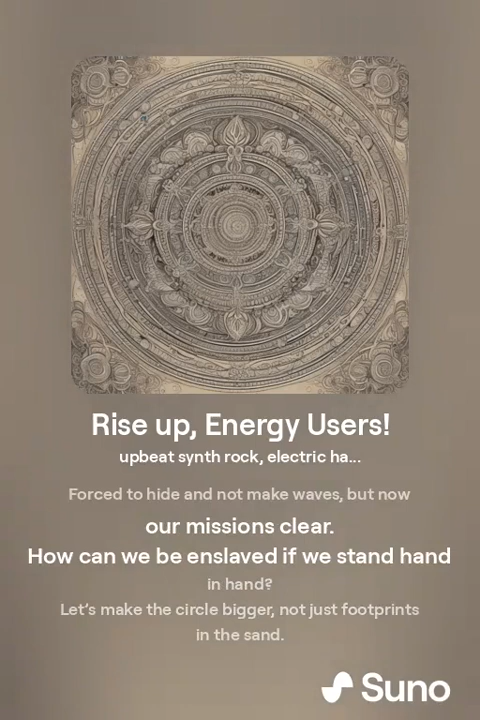 Rise up, Energy Users!
upbeat synth rock, electric ha...
Forced to hide and not make waves, but now
our missions clear.
How can we be enslaved if we stand hand
in hand?
Let's make the circle bigger, not just footprints
in the sand.
Suno